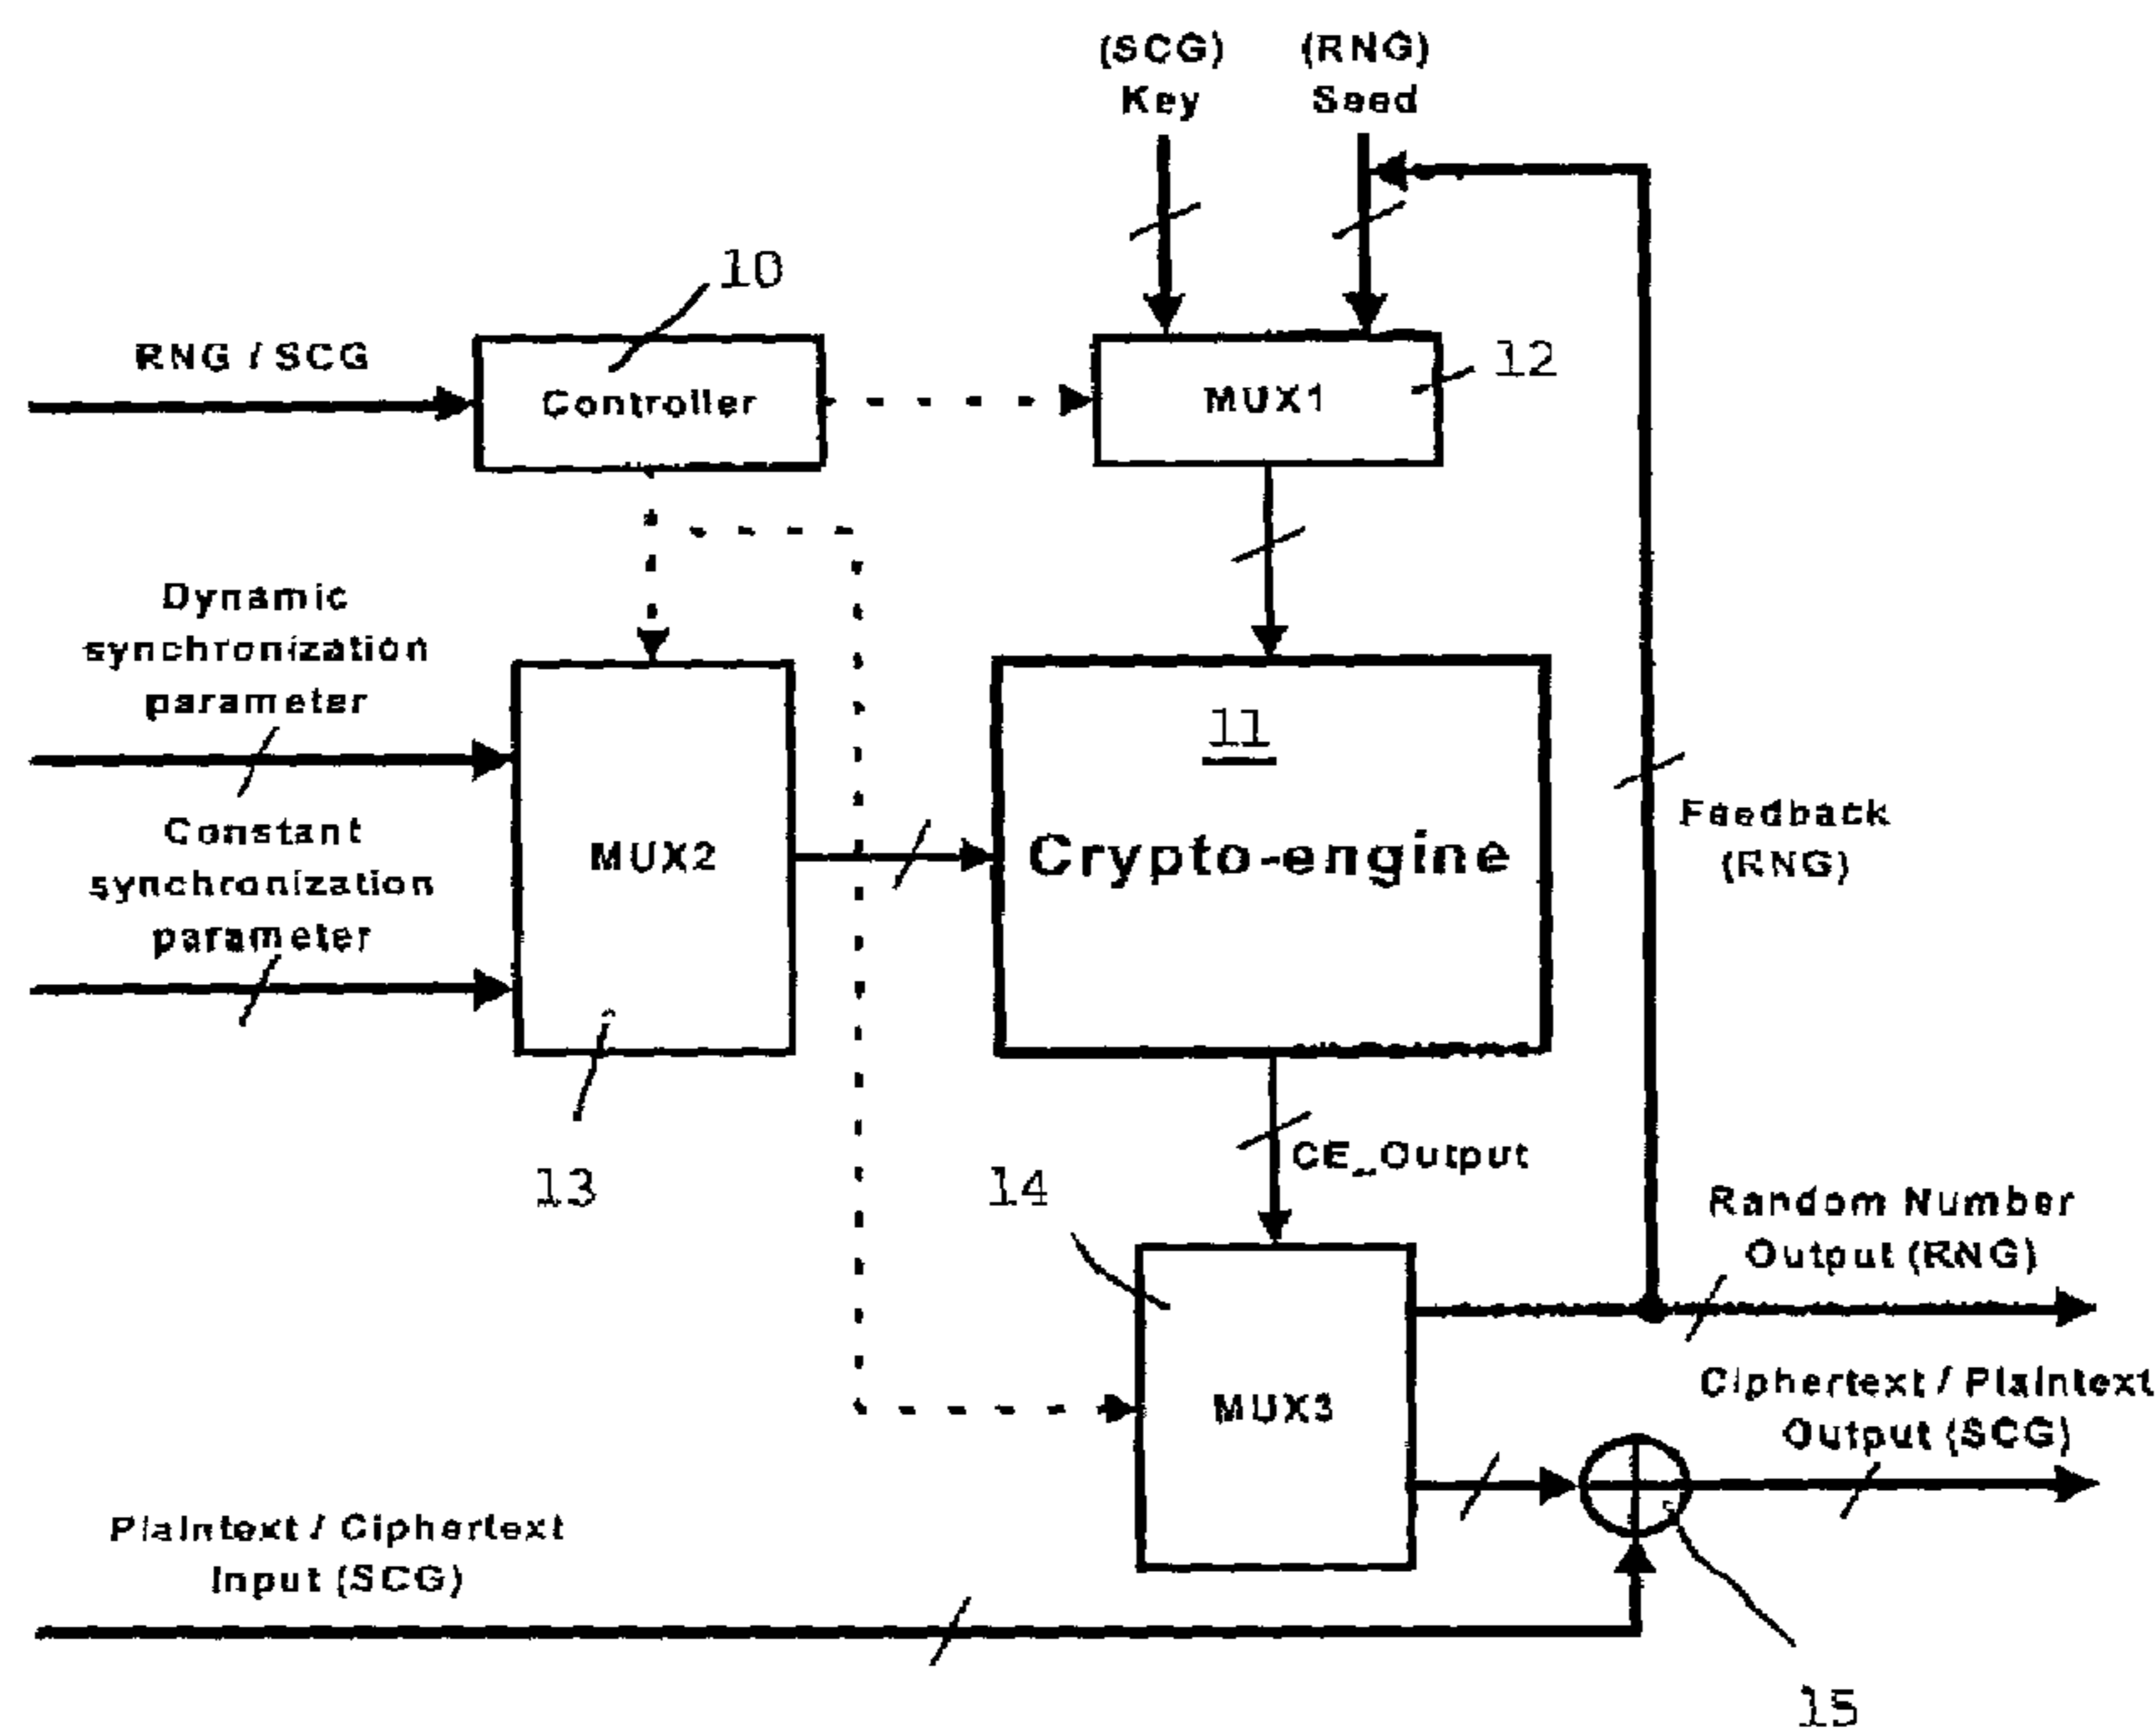 (SCG)
Key
(RNG)
Seed
10
RNG / SCG
Controller
MUX1
12
Dynamic
synchronization
parameter
11
Constant
synchronization
parameter
MUX2
Crypto-engine
Feedback
(RNG)
13
14
CE_Output
Random Number
Output (RNG)
MUX3
Ciphertext / Plaintext
Output (SCG)
Plaintext / Ciphertext
Input (SCG)
15